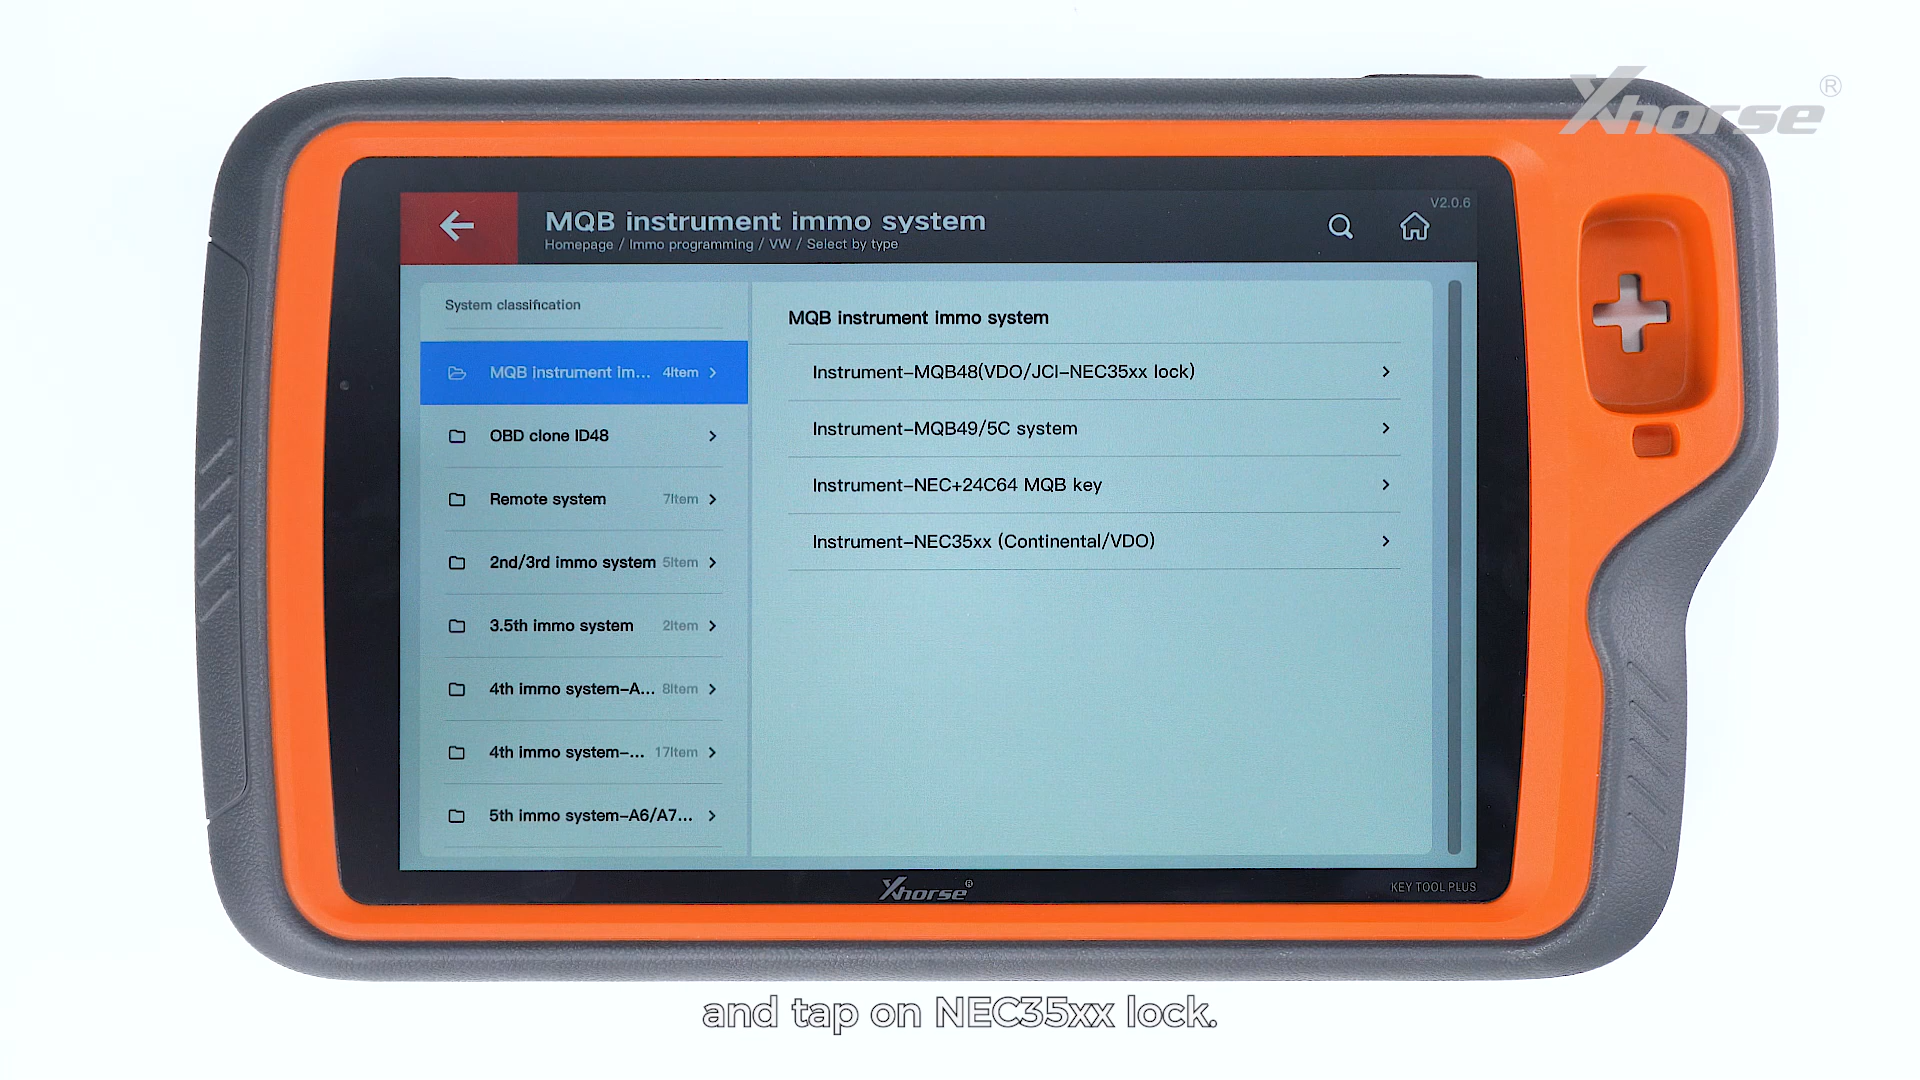 Xhorse®
V2.0.6
MQB instrument immo system
Homepage / Immo programming / VW / Select by type
System classification
MQB instrument im... 4Item
OBD clone ID48
Remote system 7Item
2nd/3rd immo system 5Item
3.5th immo system 2Item
4th immo system-A... 8Item
4th immo system-... 17Item
5th immo system-A6/A7...
MQB instrument immo system
Instrument-MQB48(VDO/JCI-NEC35xx lock)
Instrument-MQB49/5C system
Instrument-NEC+24C64 MQB key
Instrument-NEC35xx (Continental/VDO)
Xhorse®
KEY TOOL PLUS
and tap on NEC35xx lock.